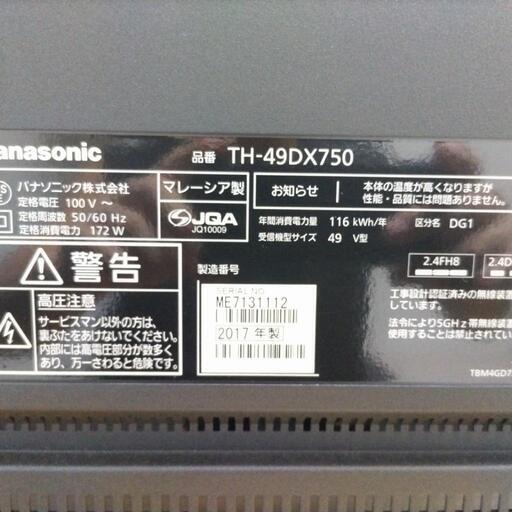 Panasonic
品番 TH-49DX750
パナソニック株式会社
定格電圧 100 V～
定格周波数 50/60 Hz
定格消費電力 172 W
マレーシア製
JQA
JQ10009
お知らせ
本体の温度が高くなりますが
性能・品質には問題ありません。
年間消費電力量 116 kWh/年 区分名 DG1
受信機型サイズ 49 V型
警告
高圧注意
サービスマン以外の方は、
裏ぶたをあけないでください。
内部には高電圧部分が数多く
あり、万一さわると危険です。
製造番号
SERIAL NO.
ME7131112
2017 年製
2.4FH8
2.4D
工事設計認証済みの無線装置
しています。
法令により5GHz帯無線装置
使用することは禁止されてい
TBM4GD7